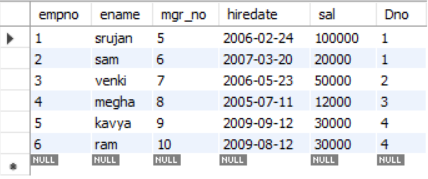 empno ename mgr_no hiredate sal Dno
1 srujan 5 2006-02-24 100000 1
2 sam 6 2007-03-20 20000 1
3 venki 7 2006-05-23 50000 2
4 megha 8 2005-07-11 12000 3
5 kavya 9 2009-09-12 30000 4
6 ram 10 2009-08-12 30000 4
NULL NULL NULL NULL NULL NULL